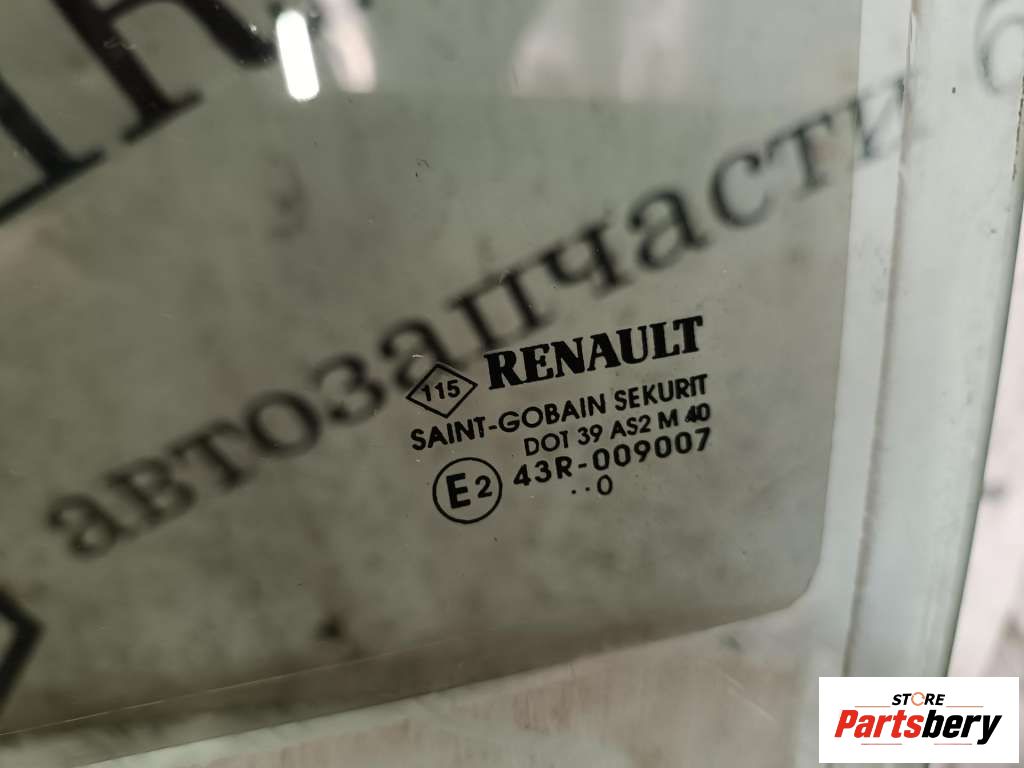 автозапчасти б
115 RENAULT
SAINT-GOBAIN SEKURIT
DOT 39 AS2 M 40
E2 43R-009007
··0
STORE
Partsbery